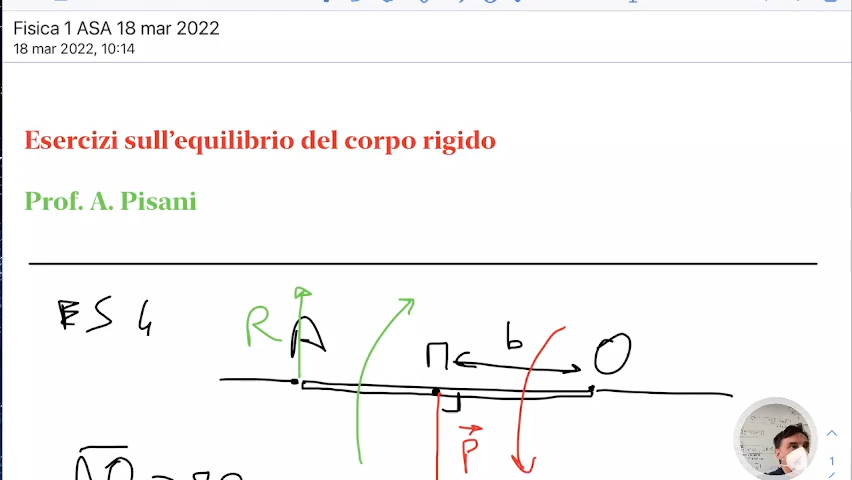 Fisica 1 ASA 18 mar 2022
18 mar 2022, 10:14
Esercizi sull'equilibrio del corpo rigido
Prof. A. Pisani
ES 4
R A M b O
P
1